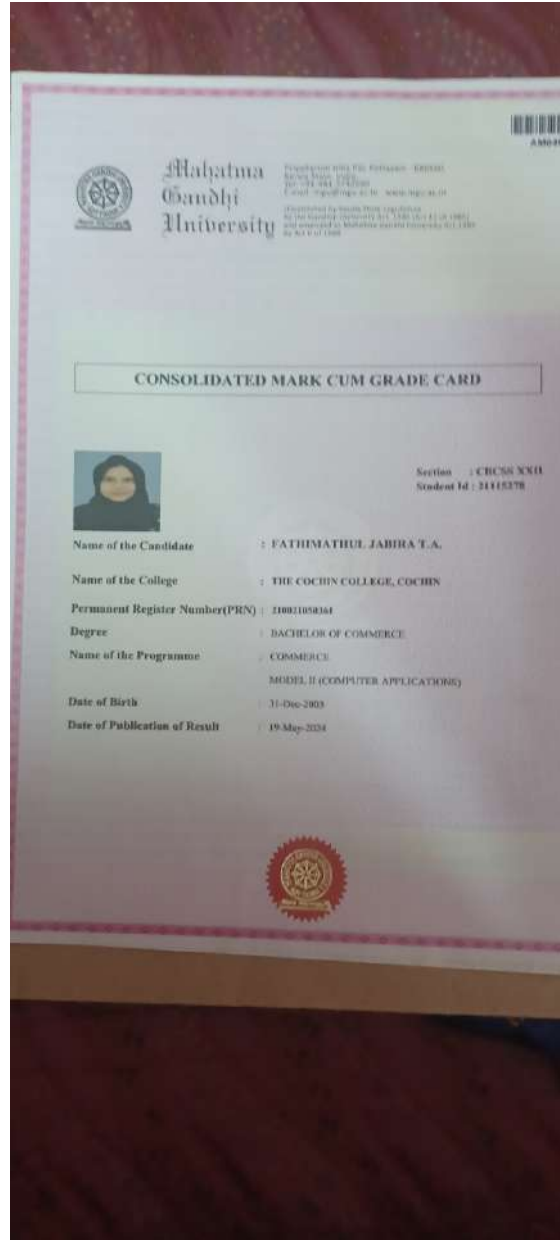 Mahatma
Gandhi
University
CONSOLIDATED MARK CUM GRADE CARD
Section : CBCSS XXII
Student Id : 21115278
Name of the Candidate : FATHIMATHUL JABIRA T.A.
Name of the College : THE COCHIN COLLEGE, COCHIN
Permanent Register Number(PRN) : 210021050361
Degree : BACHELOR OF COMMERCE
Name of the Programme : COMMERCE
MODEL II (COMPUTER APPLICATIONS)
Date of Birth : 31-Dec-2003
Date of Publication of Result : 19-May-2024